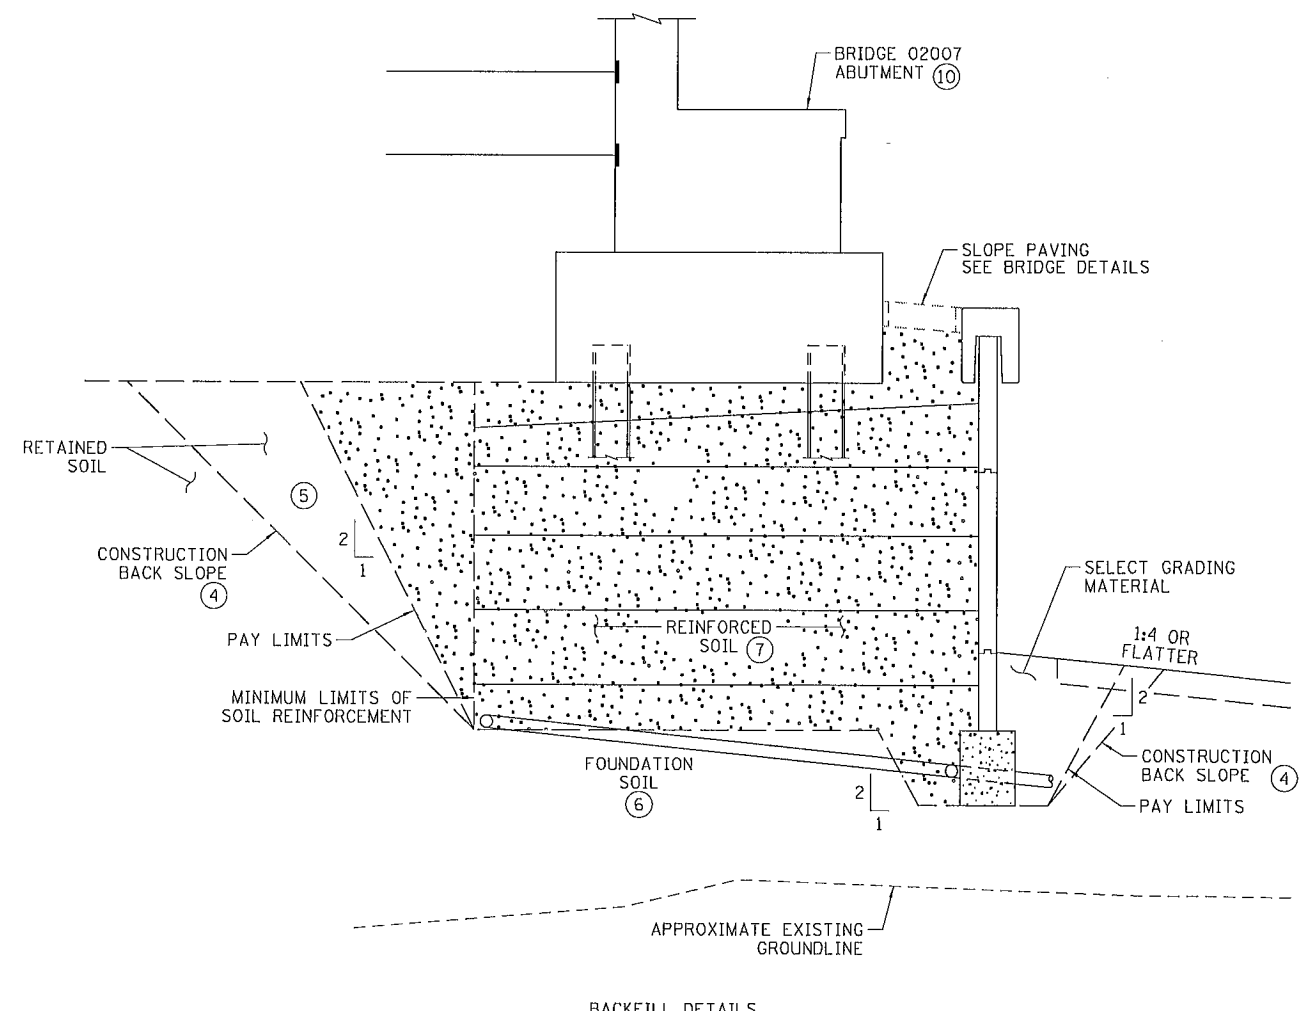 BRIDGE 02007
ABUTMENT 10
SLOPE PAVING
SEE BRIDGE DETAILS
RETAINED
SOIL
5
CONSTRUCTION
BACK SLOPE
4
2
1
PAY LIMITS
MINIMUM LIMITS OF
SOIL REINFORCEMENT
REINFORCED
SOIL 7
SELECT GRADING
MATERIAL
1:4 OR
FLATTER
2
1
CONSTRUCTION
BACK SLOPE 4
PAY LIMITS
FOUNDATION
SOIL
6
2
1
APPROXIMATE EXISTING
GROUNDLINE
BACKFILL DETAILS